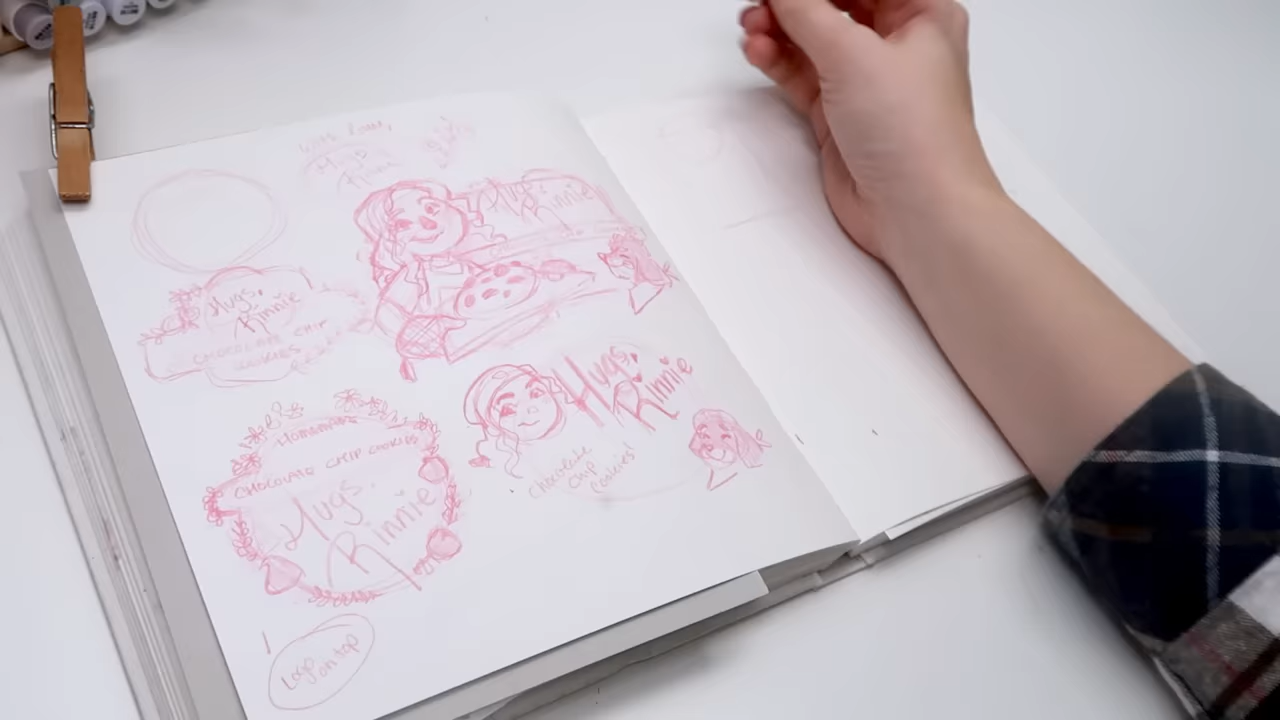 with love,
Hugs
Rinnie
Hugs,
Rinnie
Hugs,
Rinnie
CHOCOLATE CHIP
COOKIES
Hugs,
Rinnie
chocolate
chip
cookies!
Homemade
CHOCOLATE CHIP COOKIES
Hugs,
Rinnie
Logo
on top